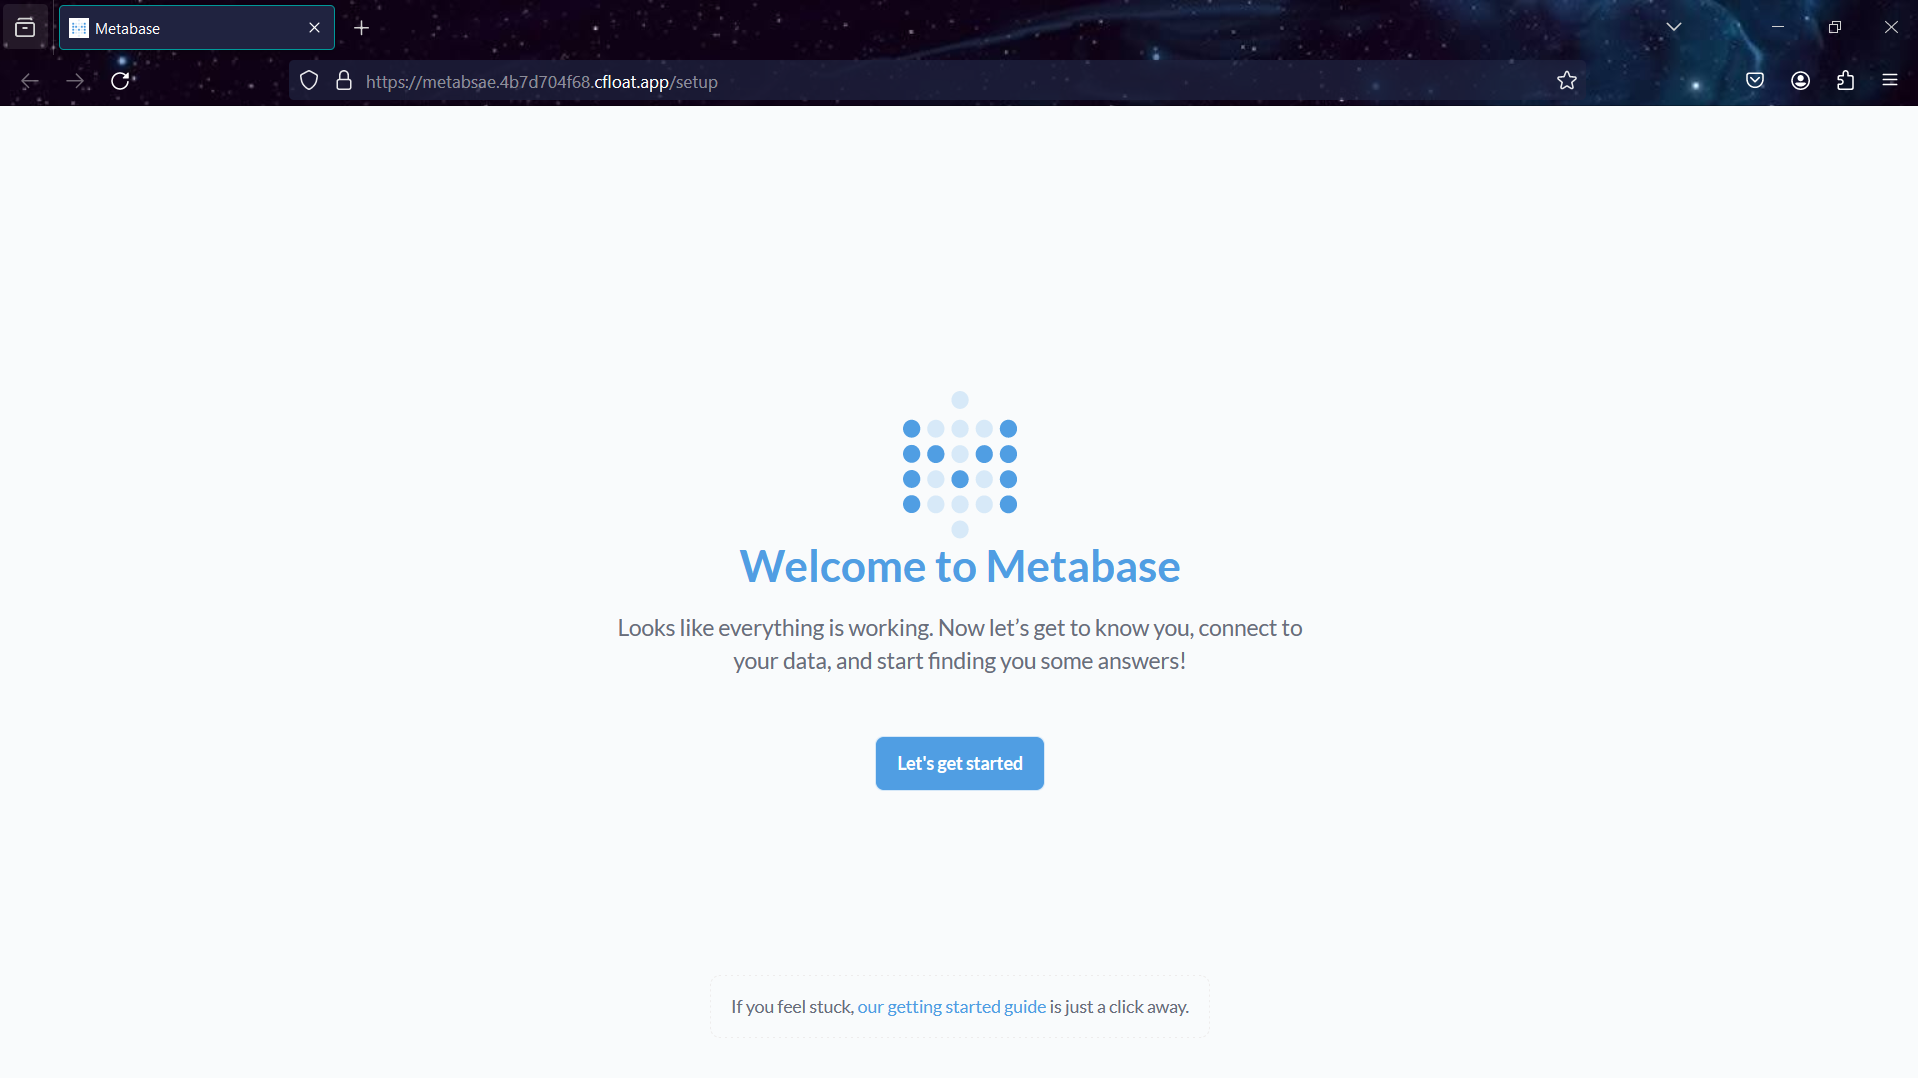 Metabase
https://metabsae.4b7d704f68.cfloat.app/setup
Welcome to Metabase
Looks like everything is working. Now let’s get to know you, connect to
your data, and start finding you some answers!
Let's get started
If you feel stuck, our getting started guide is just a click away.